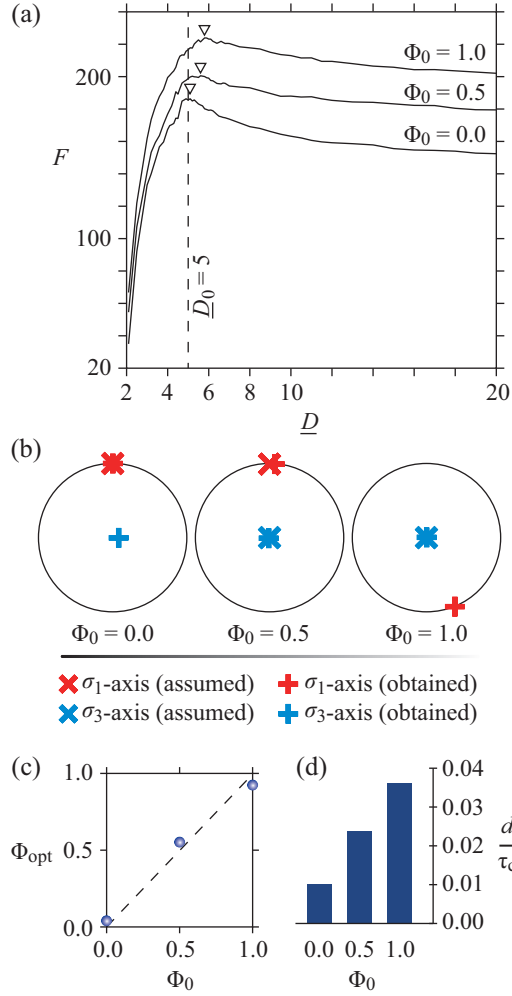 (a)
F
200
100
20
Φ0 = 1.0
Φ0 = 0.5
Φ0 = 0.0
D0 = 5
2 4 6 8 10 20
D
(b)
Φ0 = 0.0 Φ0 = 0.5 Φ0 = 1.0
σ1-axis (assumed) σ1-axis (obtained)
σ3-axis (assumed) σ3-axis (obtained)
(c) (d)
Φopt
1.0
0.5
0.0
0.0 0.5 1.0
Φ0
0.04
0.03
0.02
0.01
0.00
d
τ
0.0 0.5 1.0
Φ0